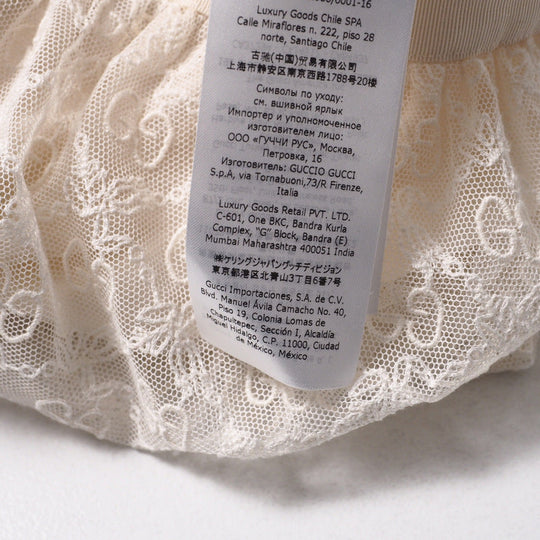 0001-16
Luxury Goods Chile SPA
Calle Miraflores n. 222, piso 28
norte, Santiago Chile
古驰(中国)贸易有限公司
上海市静安区南京西路1788号20楼
Символы по уходу:
см. вшивной ярлык
Импортер и уполномоченное
изготовителем лицо:
ООО «ГУЧЧИ РУС», Москва,
Петровка, 16
Изготовитель: GUCCIO GUCCI
S.p.A, via Tornabuoni,73/R Firenze,
Italia
Luxury Goods Retail PVT. LTD.
C-601, One BKC, Bandra Kurla
Complex, "G" Block, Bandra (E)
Mumbai Maharashtra 400051 India
㈱ケリングジャパングッチディビジョン
東京都港区北青山3丁目6番7号
Gucci Importaciones, S.A. de C.V.
Blvd. Manuel Ávila Camacho No. 40,
Piso 19, Colonia Lomas de
Chapultepec, Sección I, Alcaldía
Miguel Hidalgo, C.P. 11000, Ciudad
de México, México